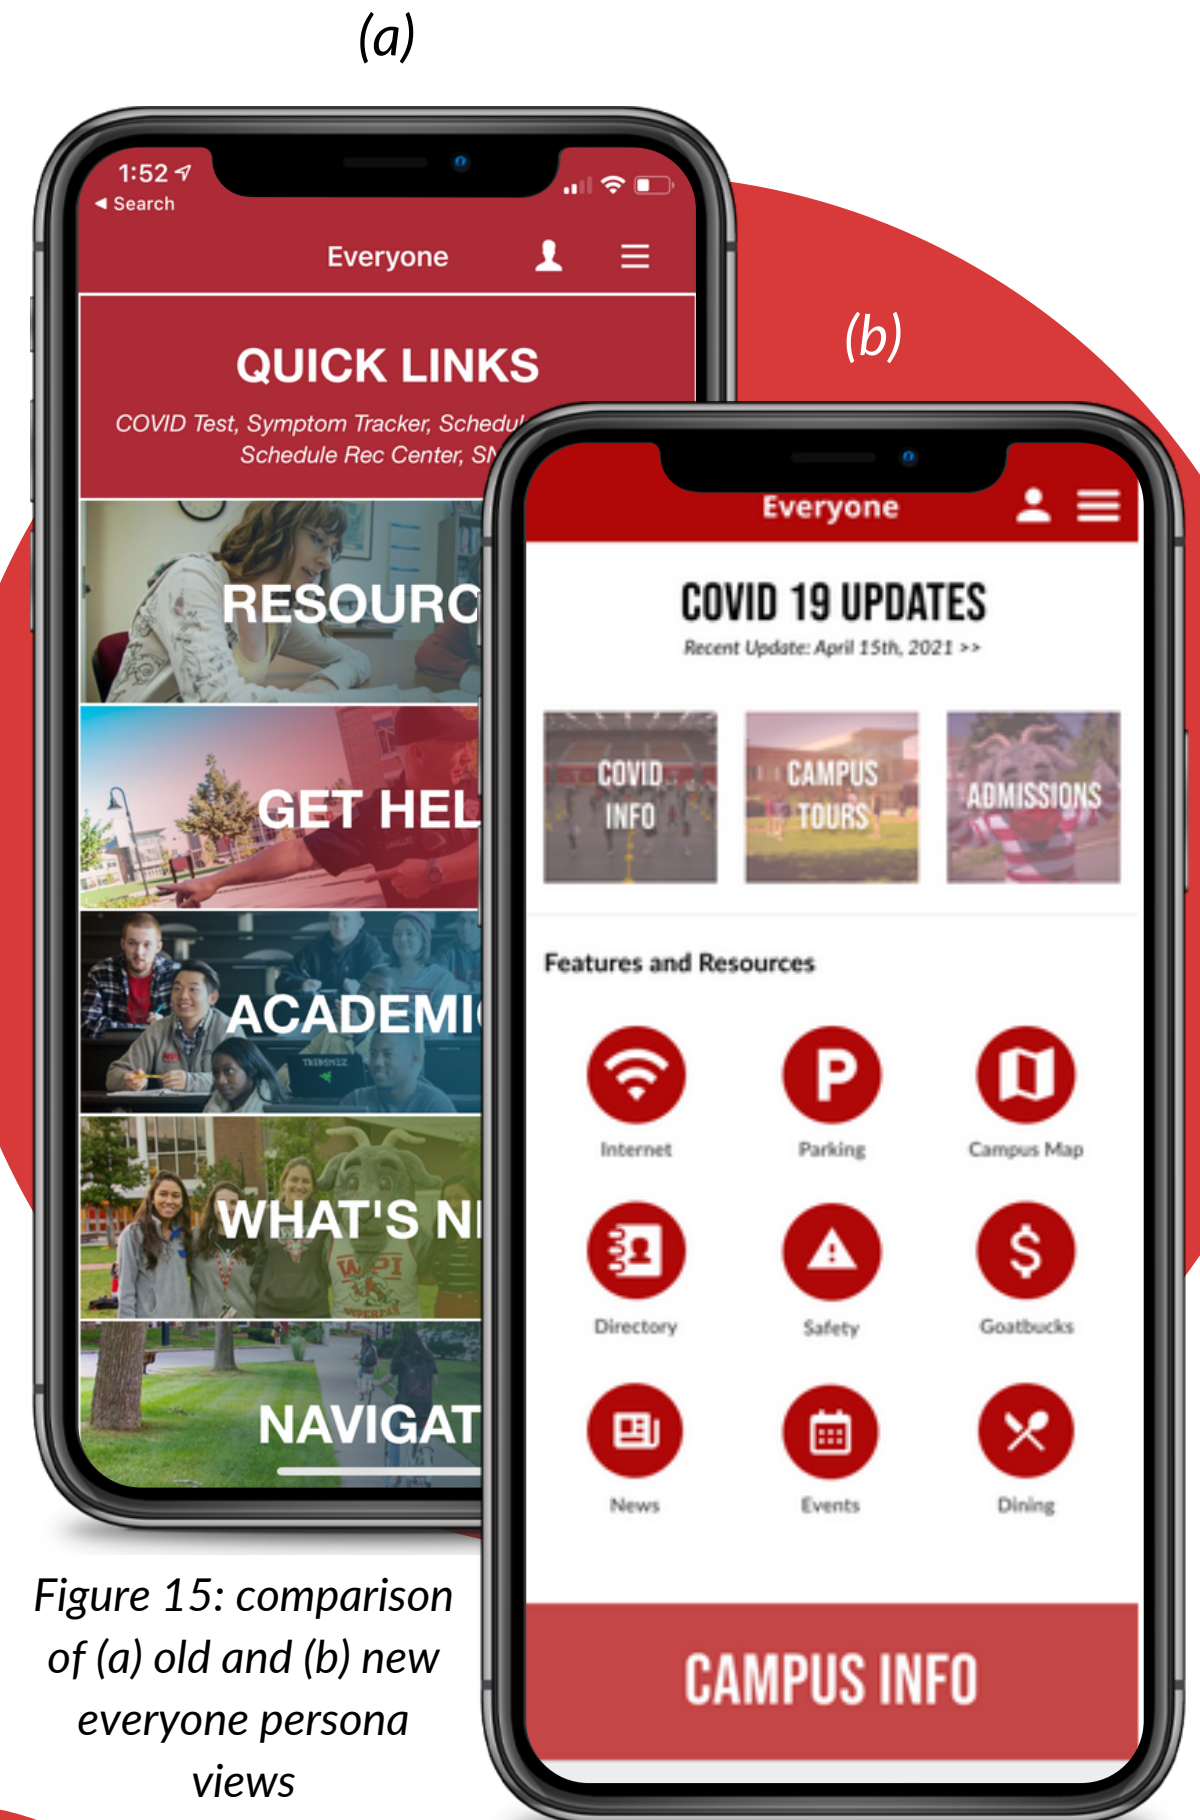 (a)
1:52
Search
Everyone
QUICK LINKS
COVID Test, Symptom Tracker,
Schedule Rec Center,
RESOURC
GET HEL
ACADEMI
WHAT'S
WPI
NAVIGAT
(b)
Everyone
COVID 19 UPDATES
Recent Update: April 15th, 2021 >>
COVID
INFO
CAMPUS
TOURS
ADMISSIONS
Features and Resources
Internet
Parking
Campus Map
Directory
Safety
Goatbucks
News
Events
Dining
CAMPUS INFO
Figure 15: comparison
of (a) old and (b) new
everyone persona
views